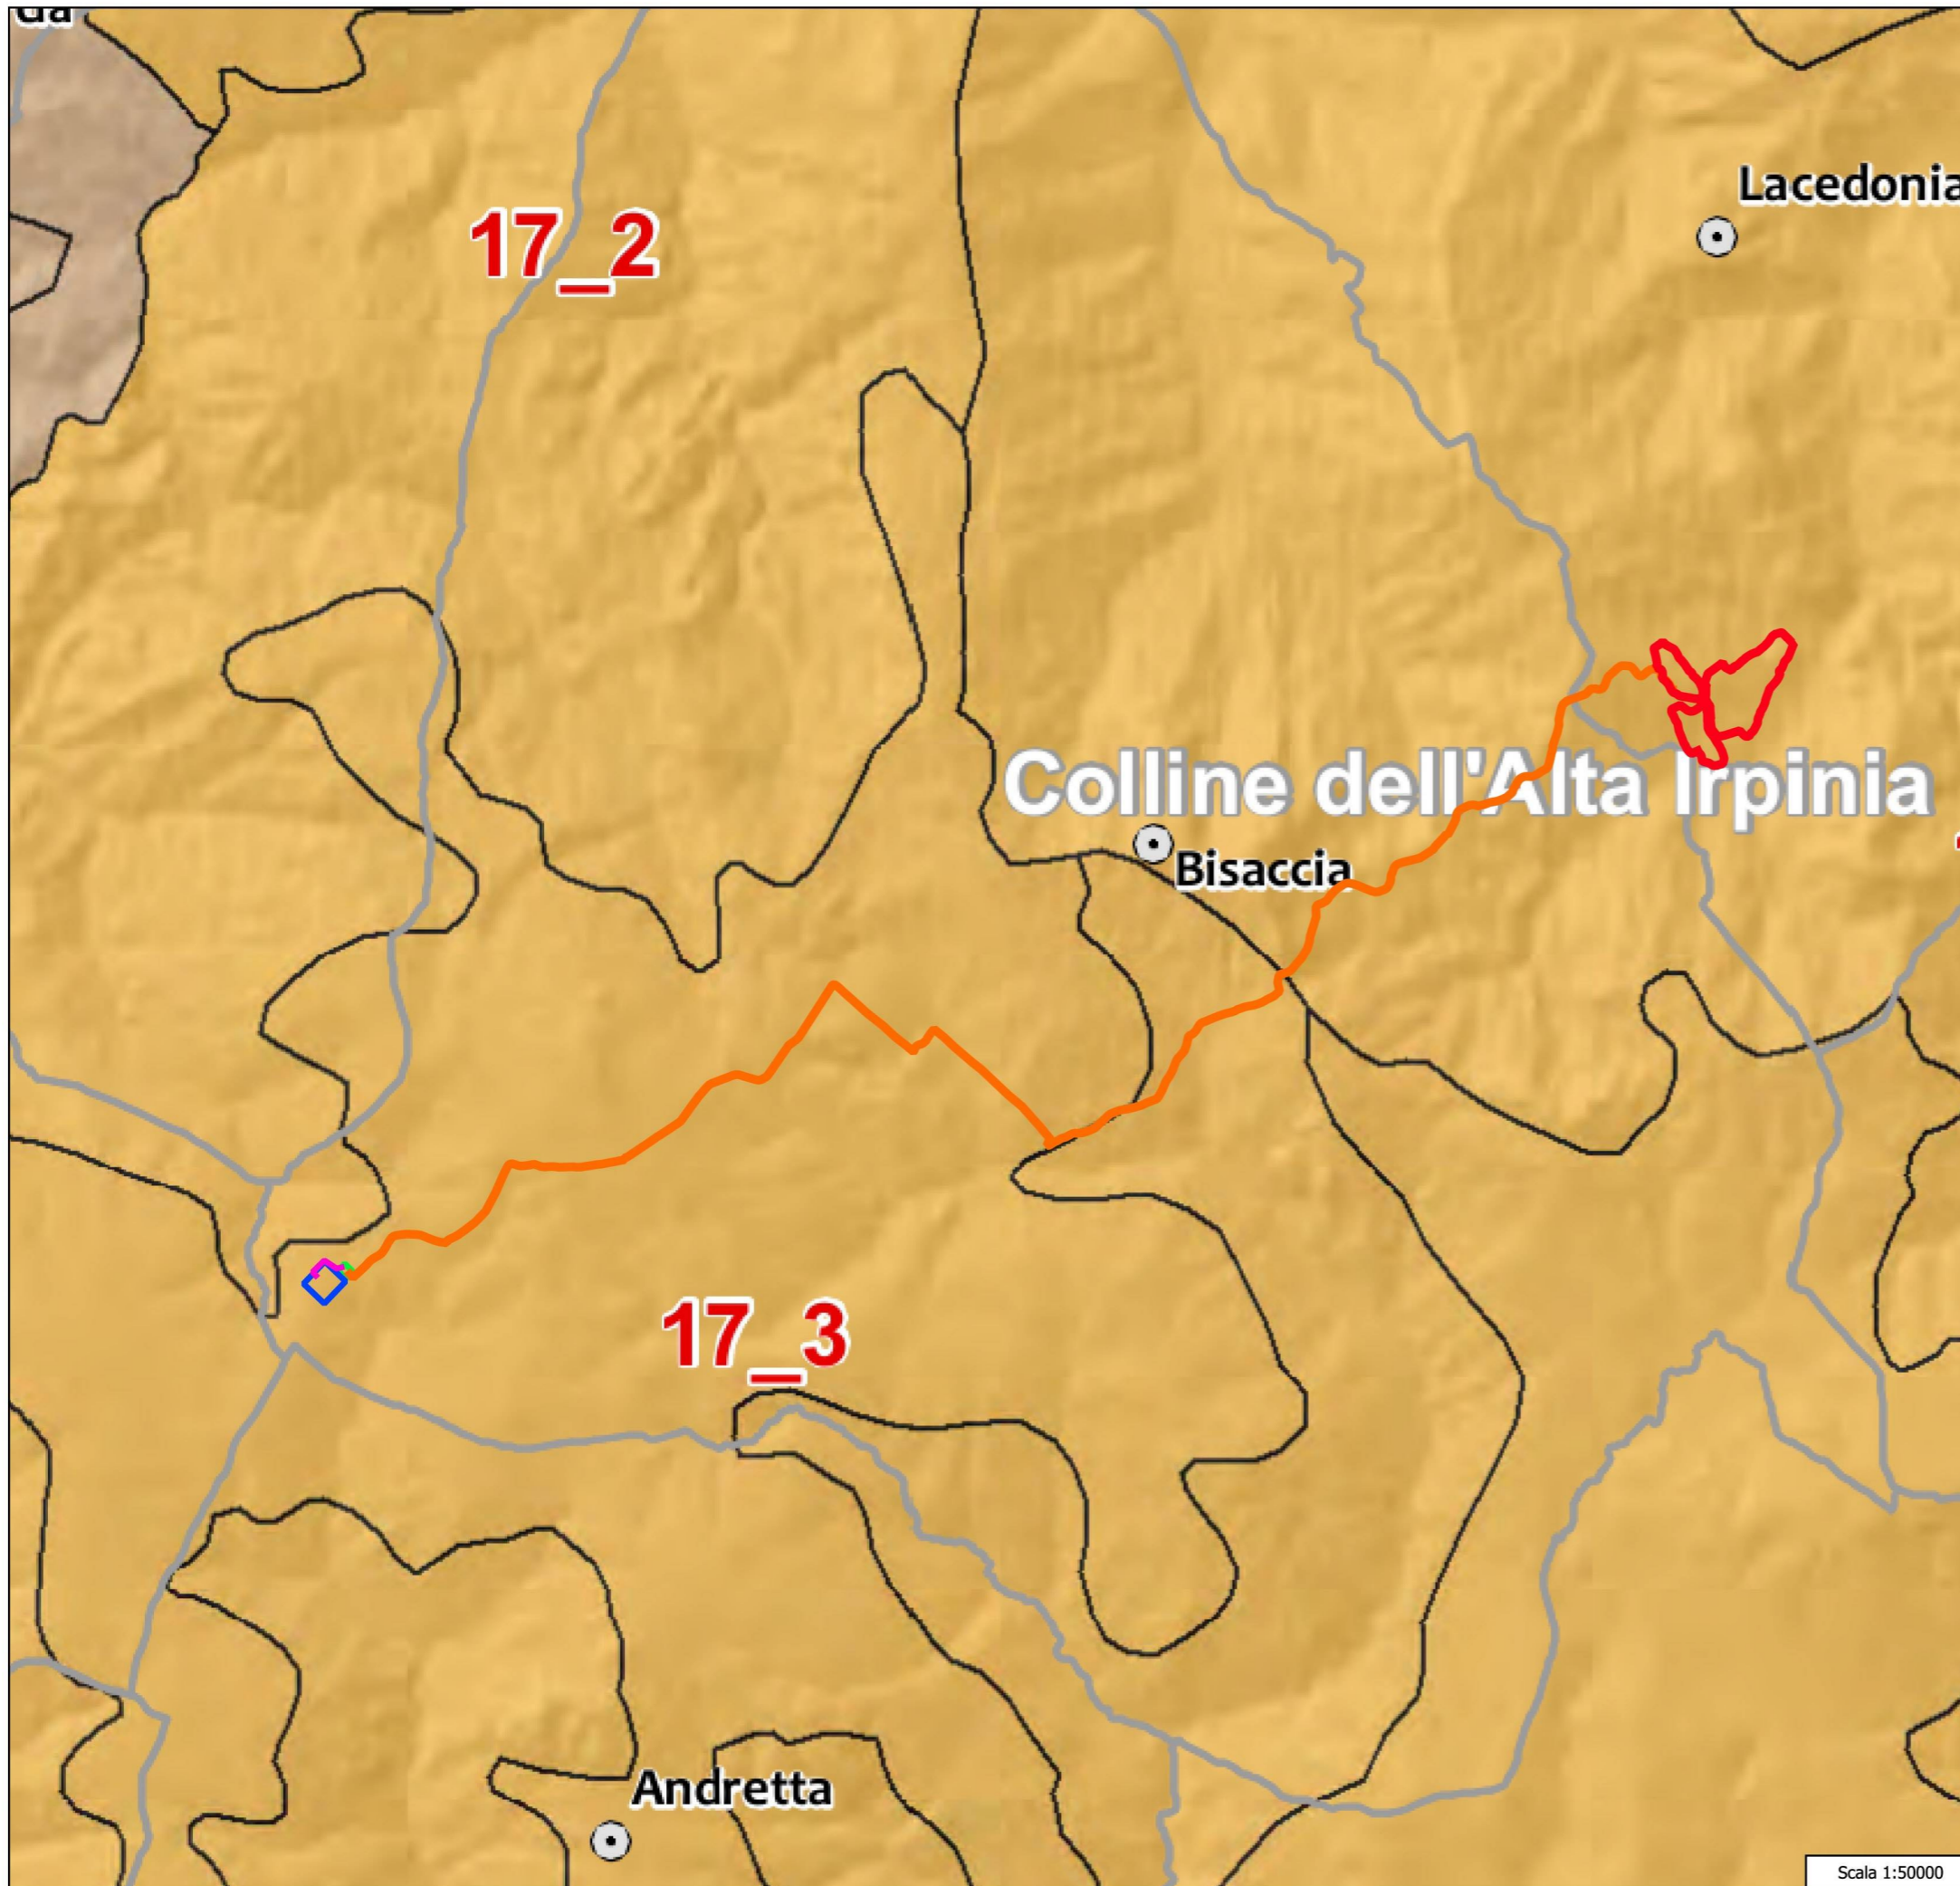 Lacedonia
17_2
Colline dell'Alta Irpinia
Bisaccia
17_3
Andretta
Scala 1:50000